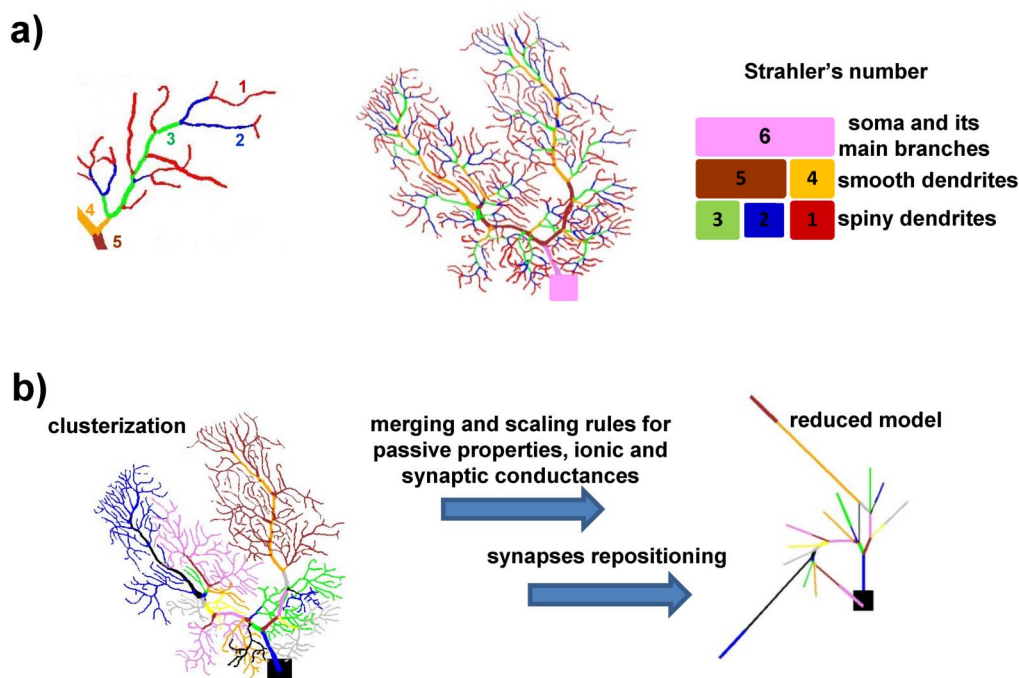 a)
1
3
2
4
5
Strahler's number
6
soma and its
main branches
5
4
smooth dendrites
3
2
1
spiny dendrites
b)
clusterization
merging and scaling rules for
passive properties, ionic and
synaptic conductances
synapses repositioning
reduced model